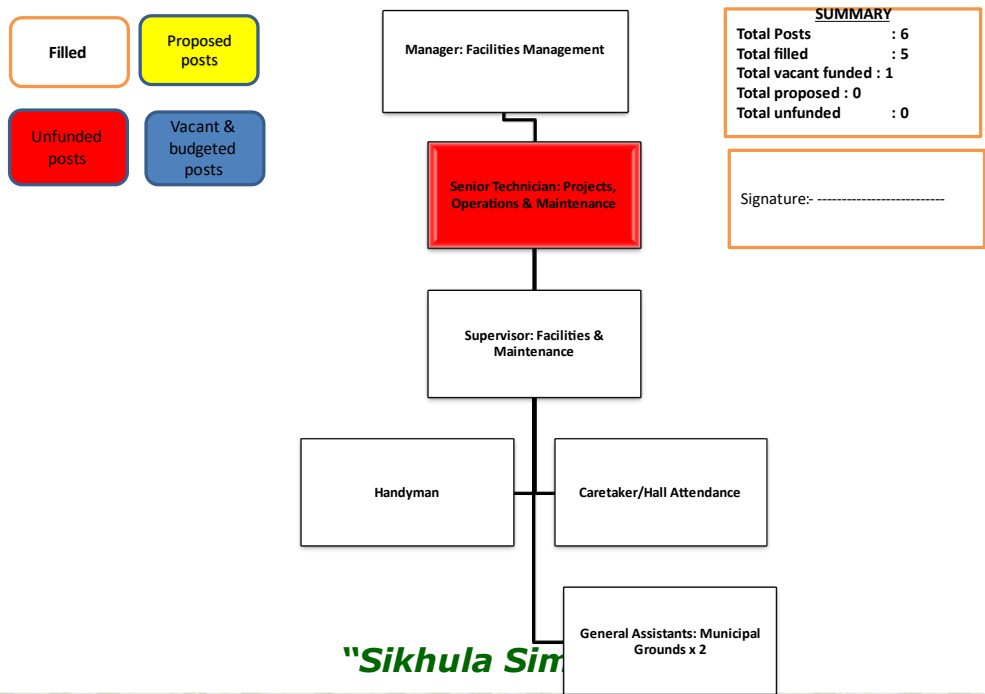 Filled
Proposed
posts
Unfunded
posts
Vacant &
budgeted
posts
Manager: Facilities Management
SUMMARY
Total Posts : 6
Total filled : 5
Total vacant funded : 1
Total proposed : 0
Total unfunded : 0
Signature:- --------------------------
Senior Technician: Projects,
Operations & Maintenance
Supervisor: Facilities &
Maintenance
Handyman
Caretaker/Hall Attendance
General Assistants: Municipal
Grounds x 2
“Sikhula